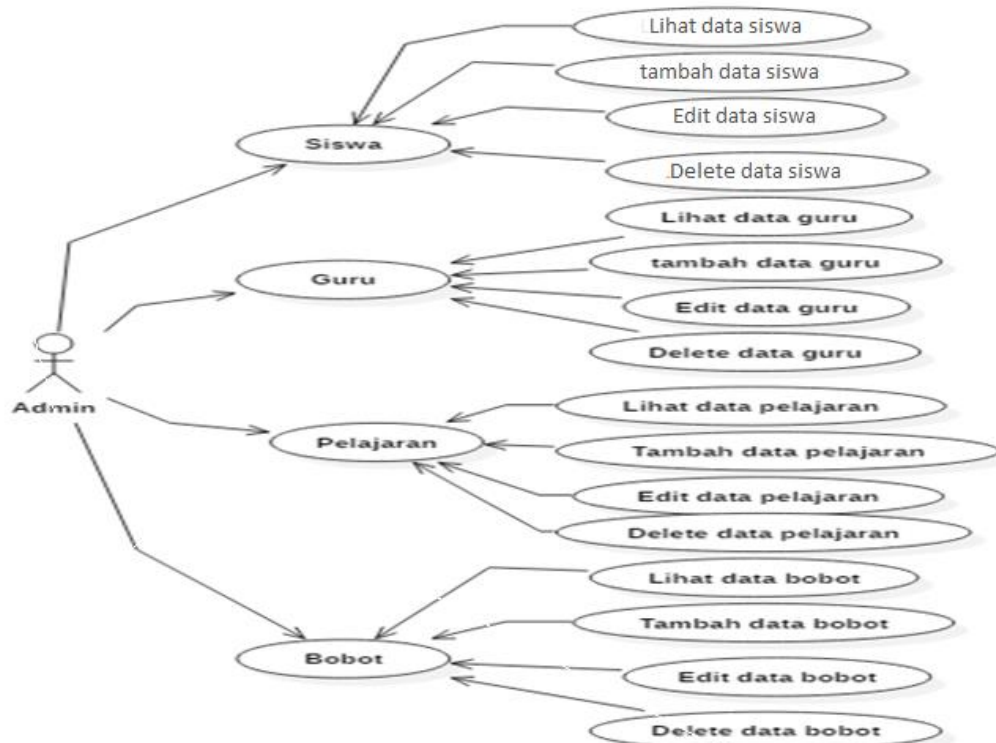 Lihat data siswa
tambah data siswa
Edit data siswa
Siswa
Delete data siswa
Lihat data guru
tambah data guru
Guru
Edit data guru
Delete data guru
Admin
Lihat data pelajaran
Pelajaran
Tambah data pelajaran
Edit data pelajaran
Delete data pelajaran
Lihat data bobot
Tambah data bobot
Bobot
Edit data bobot
Delete data bobot